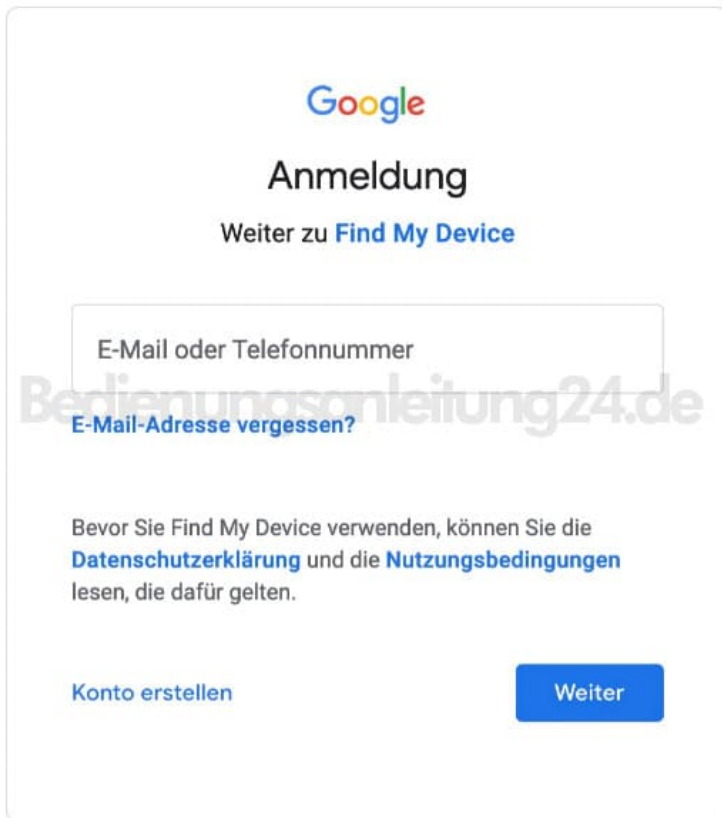 Google
Anmeldung
Weiter zu Find My Device
E-Mail oder Telefonnummer
Bedienungsanleitung24.de
E-Mail-Adresse vergessen?
Bevor Sie Find My Device verwenden, können Sie die
Datenschutzerklärung und die Nutzungsbedingungen
lesen, die dafür gelten.
Konto erstellen
Weiter